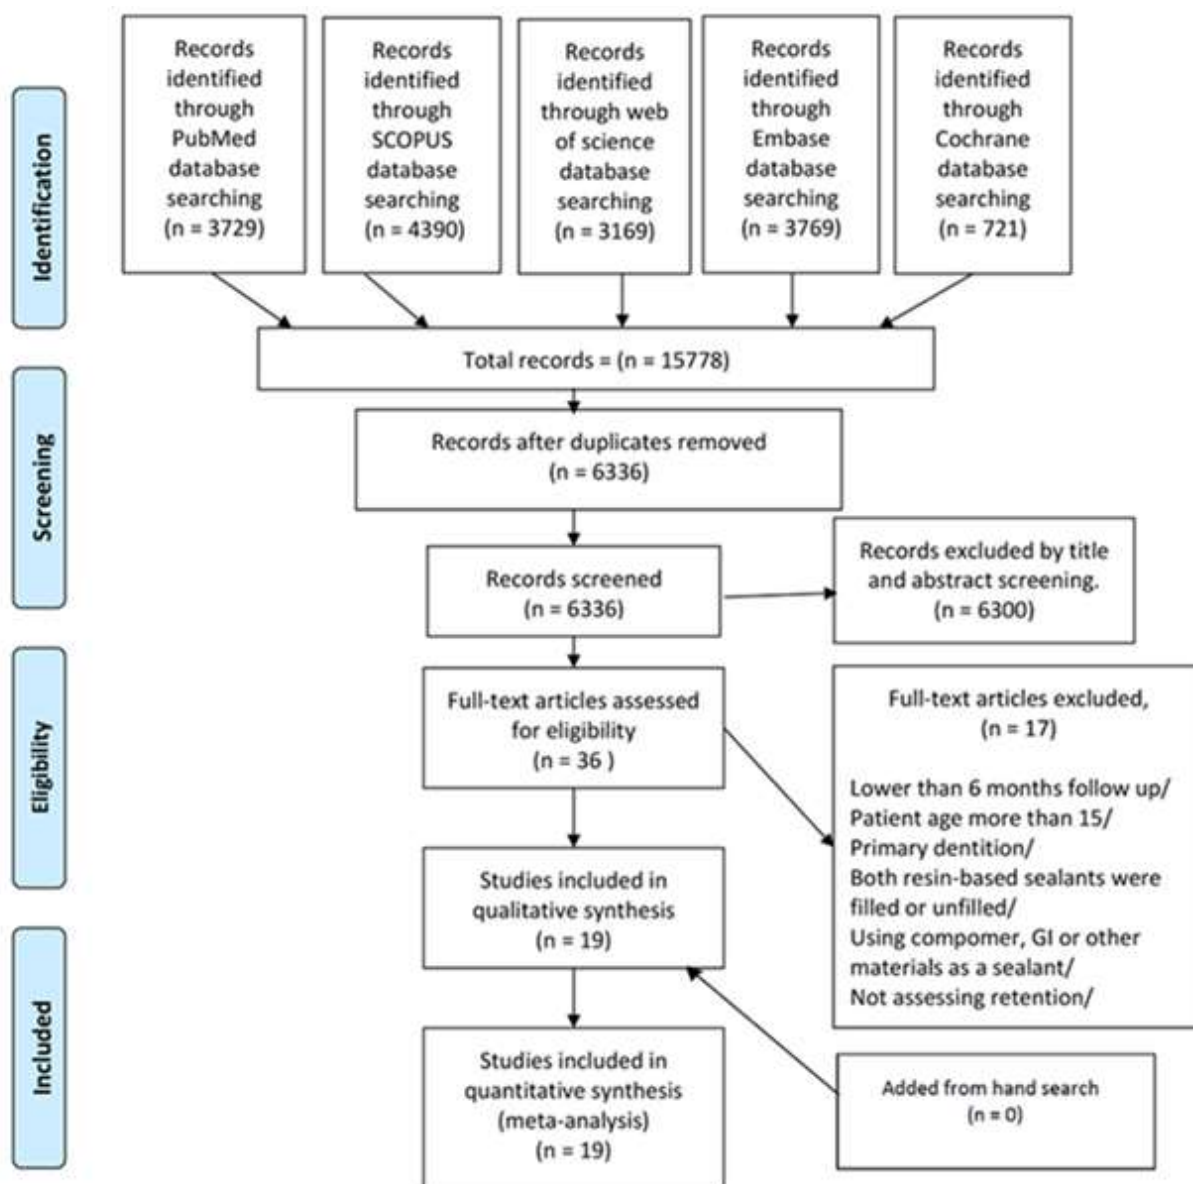 Identification
Records
identified
through
PubMed
database
searching
(n = 3729)
Records
identified
through
SCOPUS
database
searching
(n = 4390)
Records
identified
through web
of science
database
searching
(n = 3169)
Records
identified
through
Embase
database
searching
(n = 3769)
Records
identified
through
Cochrane
database
searching
(n = 721)
Total records = (n = 15778)
Screening
Records after duplicates removed
(n = 6336)
Records screened
(n = 6336)
Records excluded by title
and abstract screening.
(n = 6300)
Eligibility
Full-text articles assessed
for eligibility
(n = 36 )
Full-text articles excluded,
(n = 17)
Lower than 6 months follow up/
Patient age more than 15/
Primary dentition/
Both resin-based sealants were
filled or unfilled/
Using compomer, GI or other
materials as a sealant/
Not assessing retention/
Studies included in
qualitative synthesis
(n = 19)
Included
Studies included in
quantitative synthesis
(meta-analysis)
(n = 19)
Added from hand search
(n = 0)